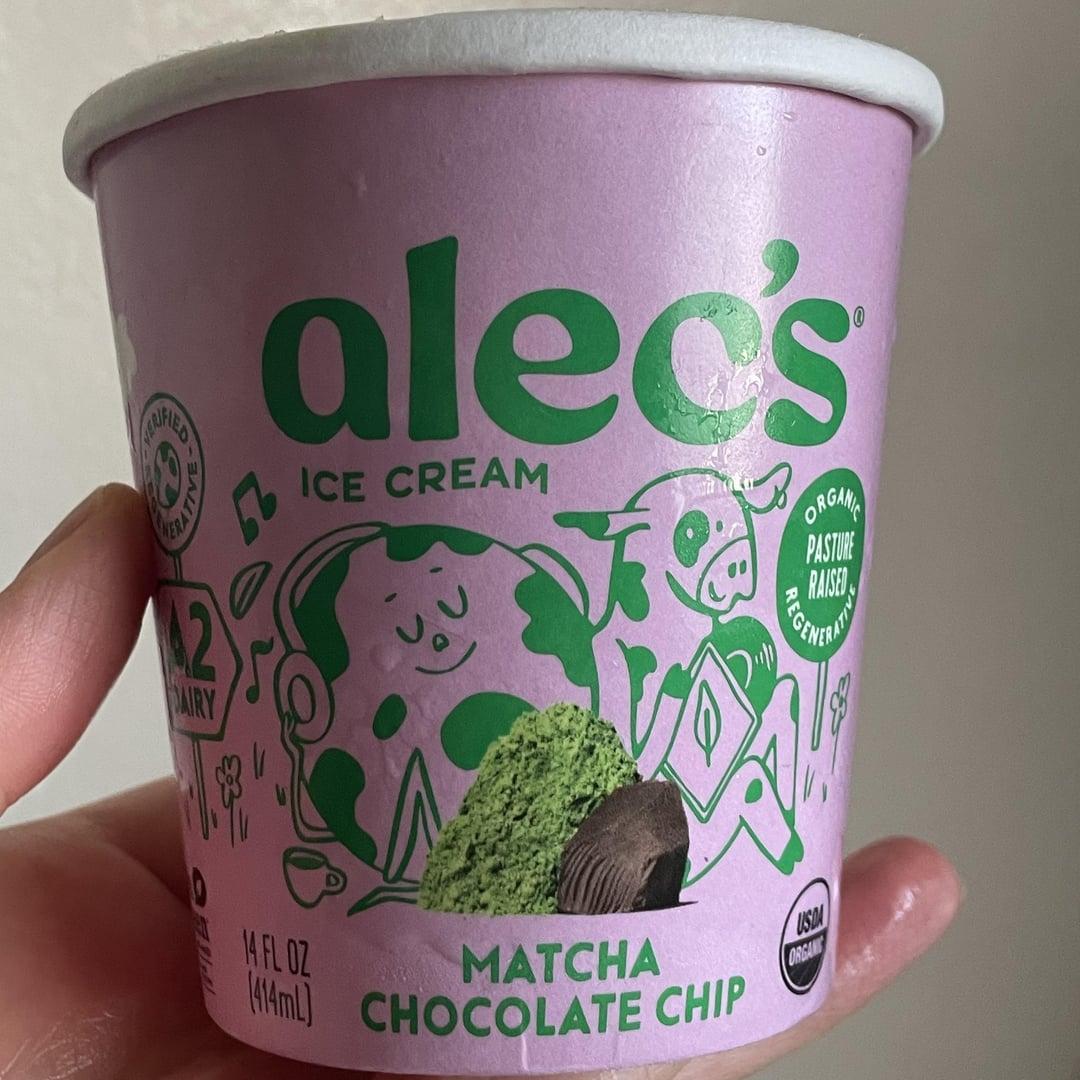 alec's®
ICE CREAM
VERIFIED
A2
DAIRY
ORGANIC
PASTURE
RAISED
REGENERATIVE
14 FL OZ
(414mL)
MATCHA
CHOCOLATE CHIP
USDA
ORGANIC